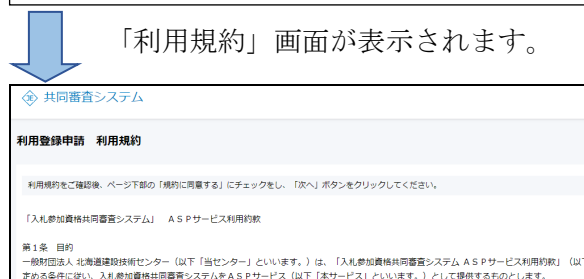 「利用規約」画面が表示されます。
共同審査システム
利用登録申請 利用規約
利用規約をご確認後、ページ下部の「規約に同意する」にチェックをし、「次へ」ボタンをクリックしてください。
「入札参加資格共同審査システム」 ASPサービス利用約款
第1条 目的
一般財団法人 北海道建設技術センター（以下「当センター」といいます。）は、「入札参加資格共同審査システム ASPサービス利用約款」（以
定める条件に従い、入札参加資格共同審査システムをASPサービス（以下「本サービス」といいます。）として提供するものとします。